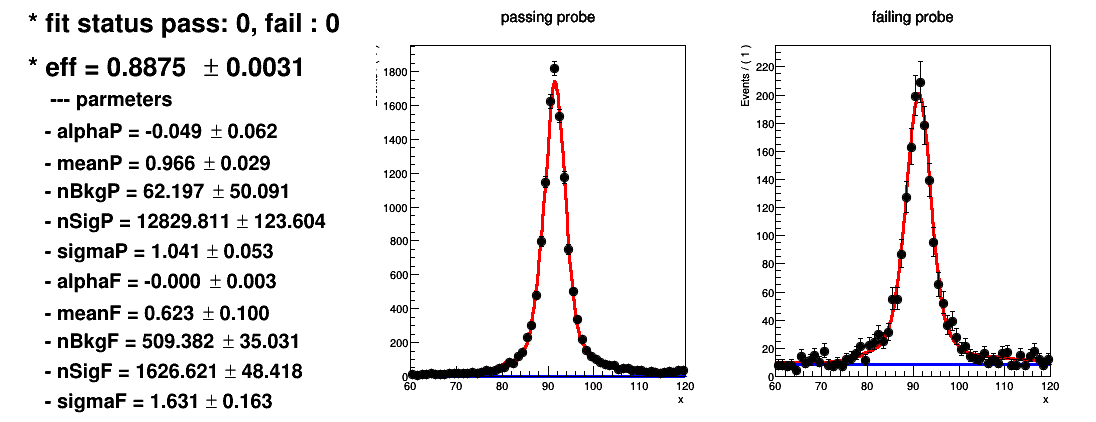 * fit status pass: 0, fail : 0
* eff = 0.8875 ± 0.0031
--- parmeters
- alphaP = -0.049 ± 0.062
- meanP = 0.966 ± 0.029
- nBkgP = 62.197 ± 50.091
- nSigP = 12829.811 ± 123.604
- sigmaP = 1.041 ± 0.053
- alphaF = -0.000 ± 0.003
- meanF = 0.623 ± 0.100
- nBkgF = 509.382 ± 35.031
- nSigF = 1626.621 ± 48.418
- sigmaF = 1.631 ± 0.163
passing probe
1800
1600
1400
1200
1000
800
600
400
200
0
60 70 80 90 100 110 120
x
failing probe
Events / ( 1 )
220
200
180
160
140
120
100
80
60
40
20
0
60 70 80 90 100 110 120
x